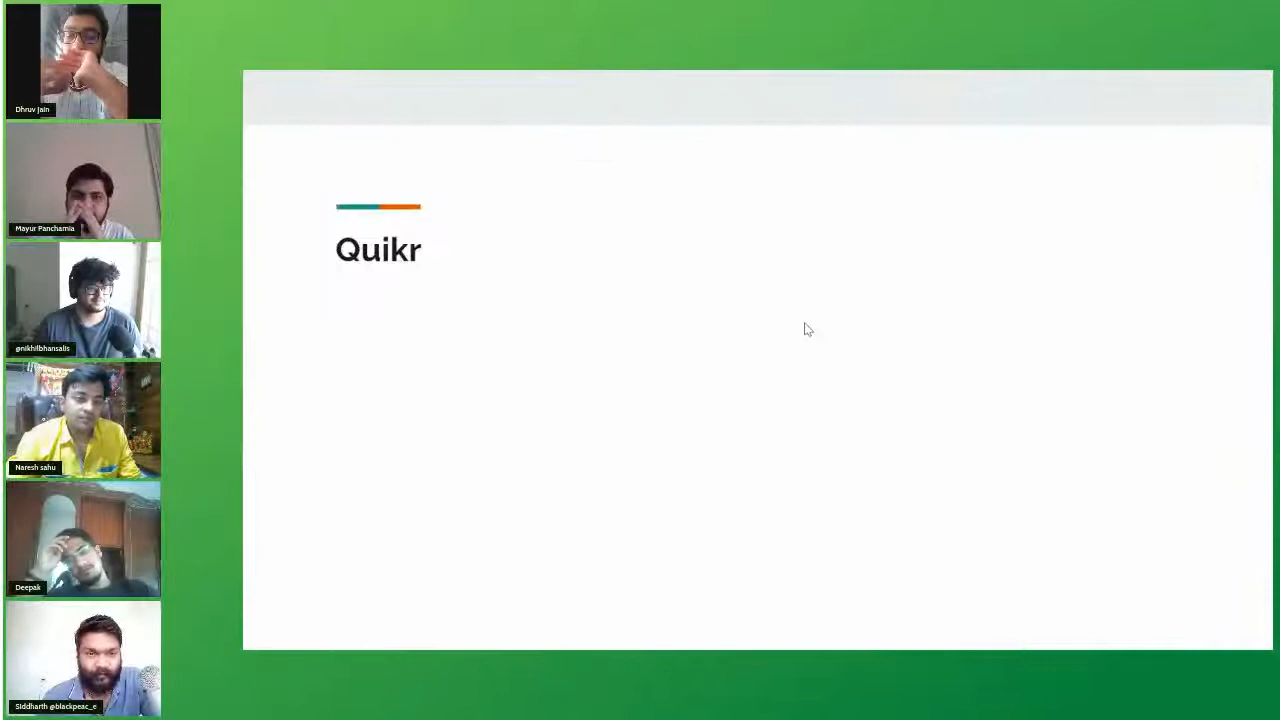 Dhruv Jain
Mayur Panchamia
@nikhilbhansalis
Naresh sahu
Deepak
Siddharth @blackpeac_e
Quikr